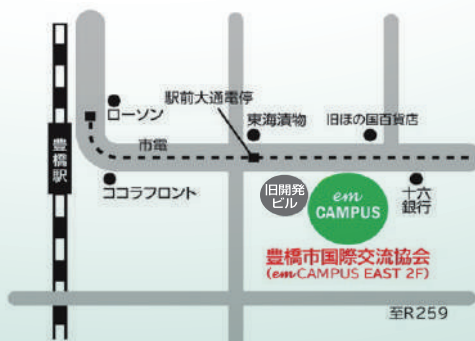 ローソン
駅前大通電停
東海漬物
旧ほの国百貨店
市電
豊橋駅
ココラフロント
旧開発
ビル
em
CAMPUS
十六
銀行
豊橋市国際交流協会
(em CAMPUS EAST 2F)
至R259